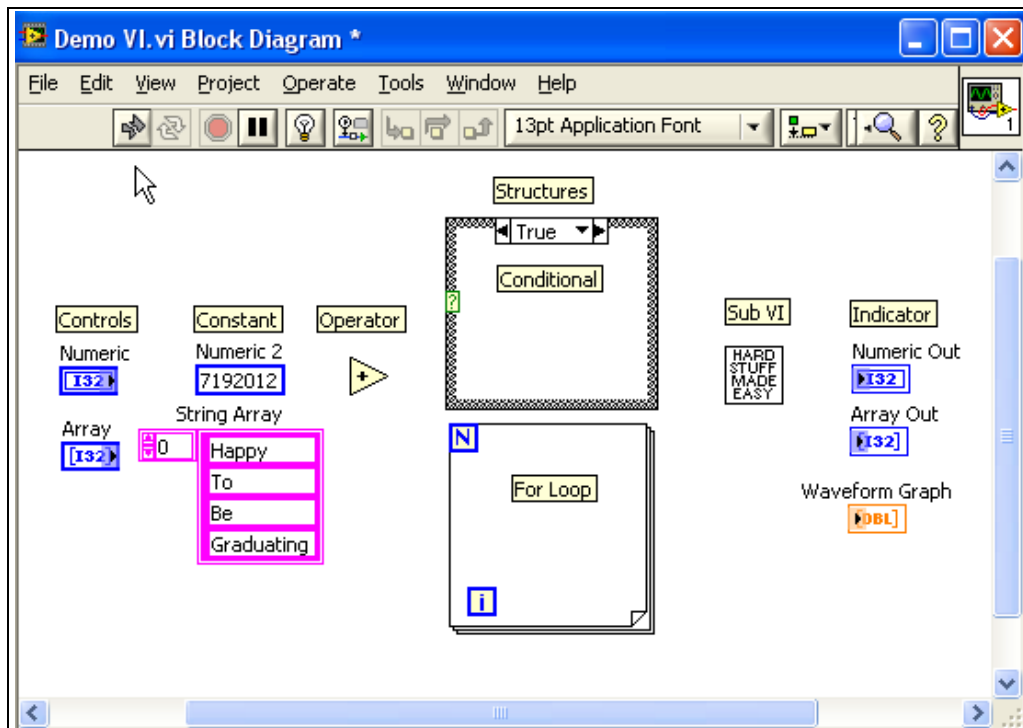 Demo VI.vi Block Diagram *
File Edit View Project Operate Tools Window Help
13pt Application Font
1
Structures
True
Conditional
?
Controls
Constant
Operator
Sub VI
Indicator
Numeric
I32
Numeric 2
7192012
+
HARD
STUFF
MADE
EASY
Numeric Out
I32
Array
[I32]
String Array
0
Happy
To
Be
Graduating
Array Out
[I32]
N
For Loop
i
Waveform Graph
[DBL]